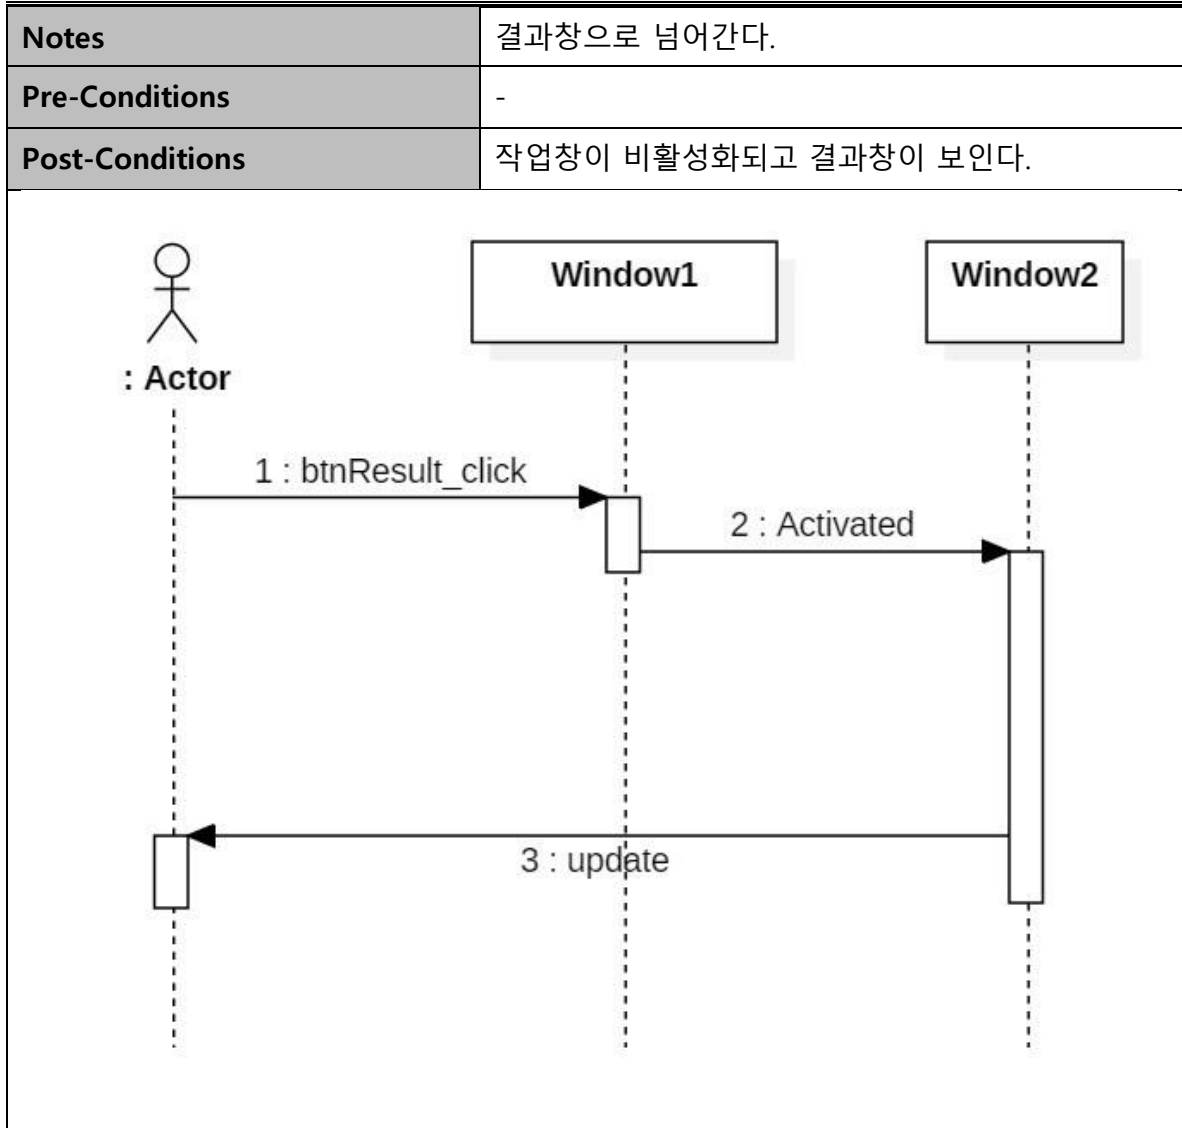 Notes 결과창으로 넘어간다.
Pre-Conditions -
Post-Conditions 작업창이 비활성화되고 결과창이 보인다.
Window1 Window2
: Actor
1 : btnResult_click
2 : Activated
3 : update